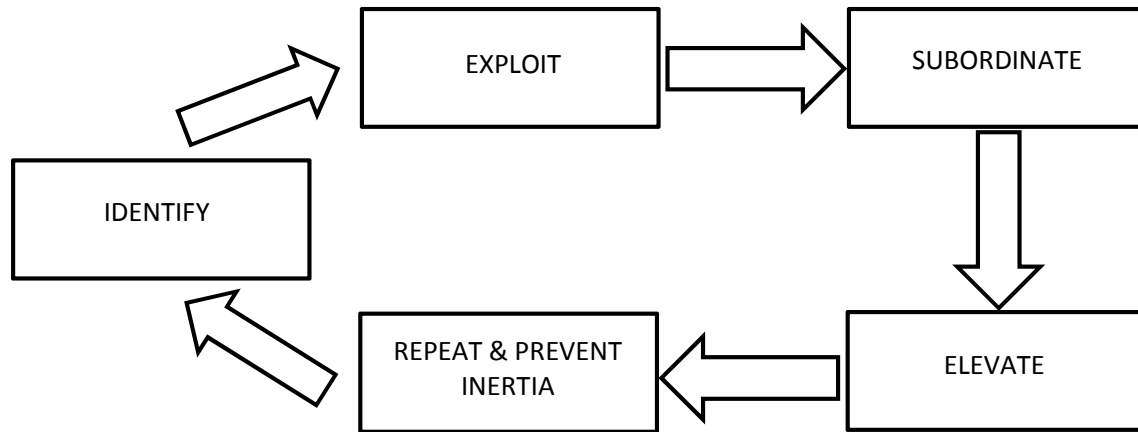 EXPLOIT
SUBORDINATE
IDENTIFY
REPEAT & PREVENT
INERTIA
ELEVATE